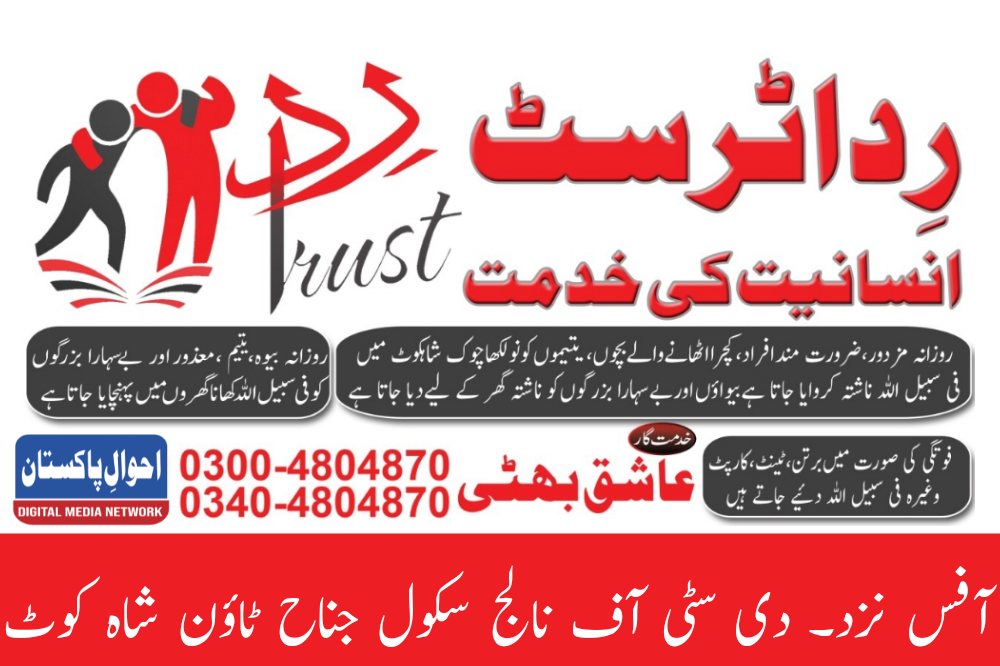 رِدا ٹرسٹ
انسانیت کی خدمت
رِدا
Trust
روزانہ مزدور،ضرورت مند افراد،کچرا اٹھانے والے بچوں، یتیموں کو نولکھا چوک شاہکوٹ میں
فی سبیل اللہ ناشتہ کروایا جاتا ہے بیواؤں اور بے سہارا بزرگوں کو ناشتہ گھر کے لیے دیا جاتا ہے
روزانہ بیوہ،یتیم ،معذور اور بے سہارا بزرگوں
کو فی سبیل اللہ کھانا گھروں میں پہنچایا جاتا ہے
فوتگی کی صورت میں برتن،ٹینٹ،کارپٹ
وغیرہ فی سبیل اللہ دئیے جاتے ہیں
خدمت گار
عاشق بھٹی
0300-4804870
0340-4804870
احوالِ پاکستان
DIGITAL MEDIA NETWORK
آفس نزد۔ دی سٹی آف نالج سکول جناح ٹاؤن شاہ کوٹ